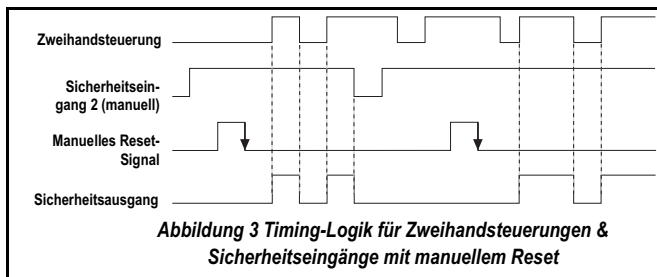 Zweihandsteuerung
Sicherheitsein-
gang 2 (manuell)
Manuelles Reset-
Signal
Sicherheitsausgang
Abbildung 3 Timing-Logik für Zweihandsteuerungen &
Sicherheitseingänge mit manuellem Reset